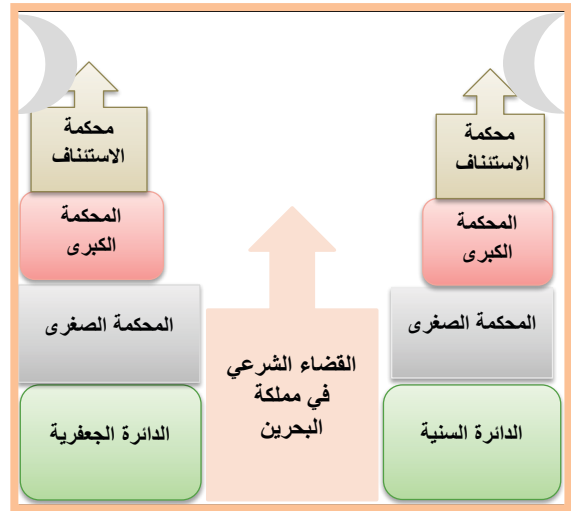 محكمة
الاستئناف
المحكمة
الكبرى
المحكمة الصغرى
الدائرة السنية
القضاء الشرعي
في مملكة
البحرين
محكمة
الاستئناف
المحكمة
الكبرى
المحكمة الصغرى
الدائرة الجعفرية